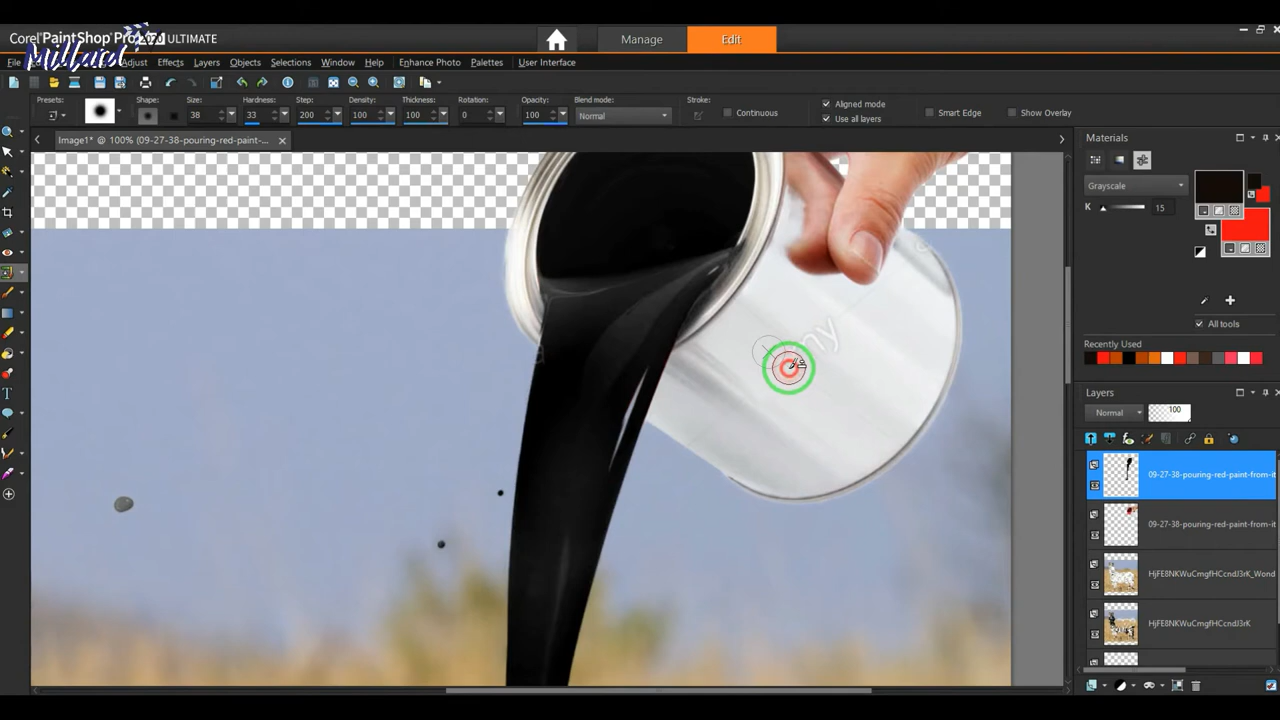 Corel PaintShop Pro 2020 ULTIMATE
Millard
Manage
Edit
File
Adjust
Effects
Layers
Objects
Selections
Window
Help
Enhance Photo
Palettes
User Interface
Presets:
Shape:
Size:
Hardness:
Step:
Density:
Thickness:
Rotation:
Opacity:
Blend mode:
Stroke:
Continuous
Aligned mode
Use all layers
Smart Edge
Show Overlay
38
33
200
100
100
0
100
Normal
Image1* @ 100% (09-27-38-pouring-red-paint-...
Materials
Grayscale
K
15
All tools
Recently Used
Layers
Normal
100
09-27-38-pouring-red-paint-from-it
09-27-38-pouring-red-paint-from-it
HjFE8NKWuCmgfHCcndJ3rK_Wond
HjFE8NKWuCmgfHCcndJ3rK